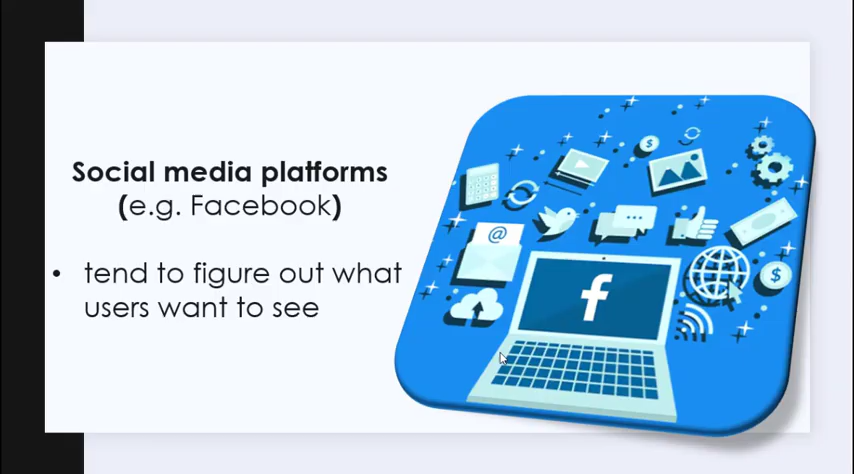 Social media platforms
(e.g. Facebook)
• tend to figure out what
users want to see
@
$
$
f